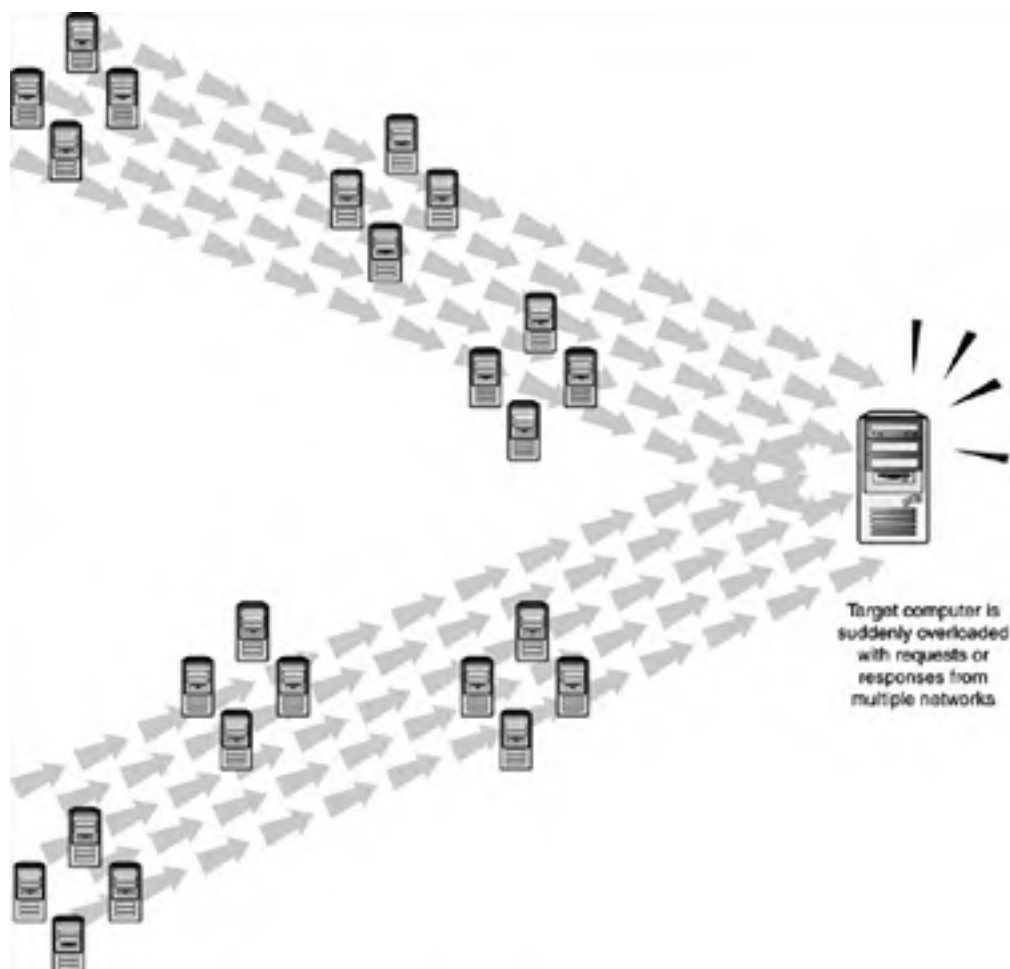 Target computer is
suddenly overloaded
with requests or
responses from
multiple networks